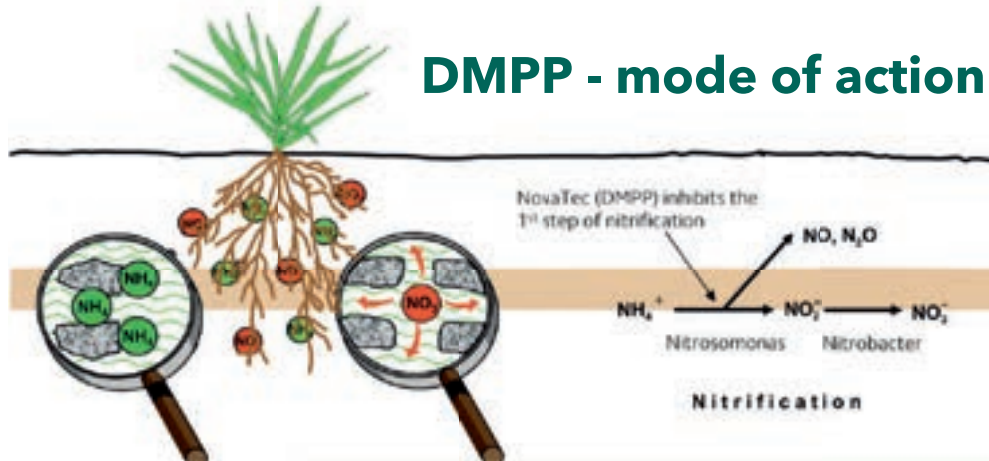 DMPP - mode of action
NovaTec (DMPP) inhibits the
1st step of nitrification
NO, N₂O
NH₄⁺
NO₂⁻
NO₃⁻
Nitrosomonas
Nitrobacter
Nitrification
NH₄
NH₄
NH₄
NO₃